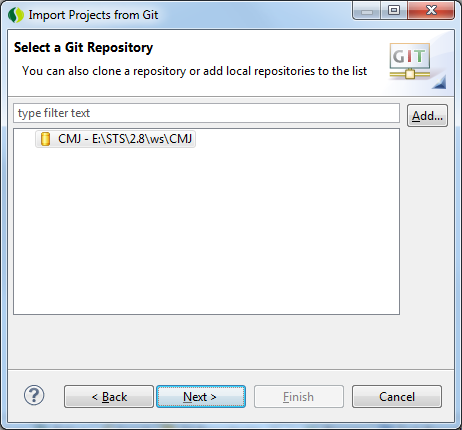 Import Projects from Git
Select a Git Repository
You can also clone a repository or add local repositories to the list
GIT
type filter text
Add...
CMJ - E:\STS\2.8\ws\CMJ
?
< Back
Next >
Finish
Cancel